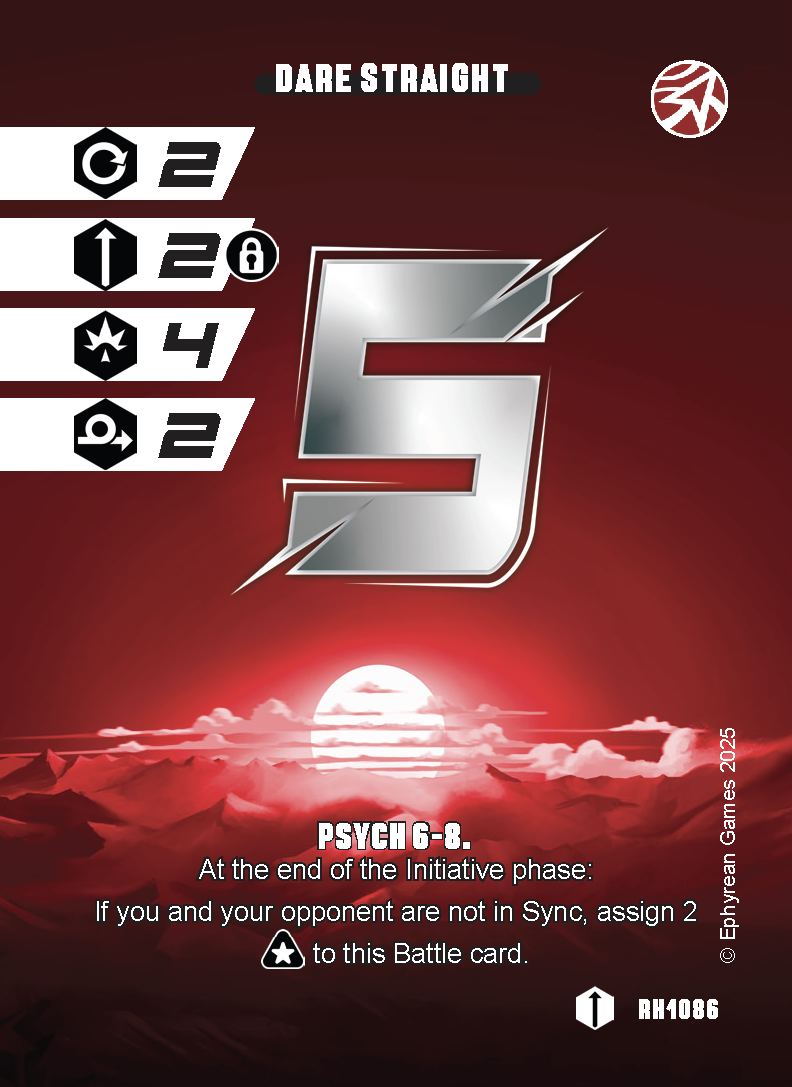 DARE STRAIGHT
2
2
4
2
5
PSYCH 6-8.
At the end of the Initiative phase:
If you and your opponent are not in Sync, assign 2
to this Battle card.
© Ephyrean Games 2025
RH1086